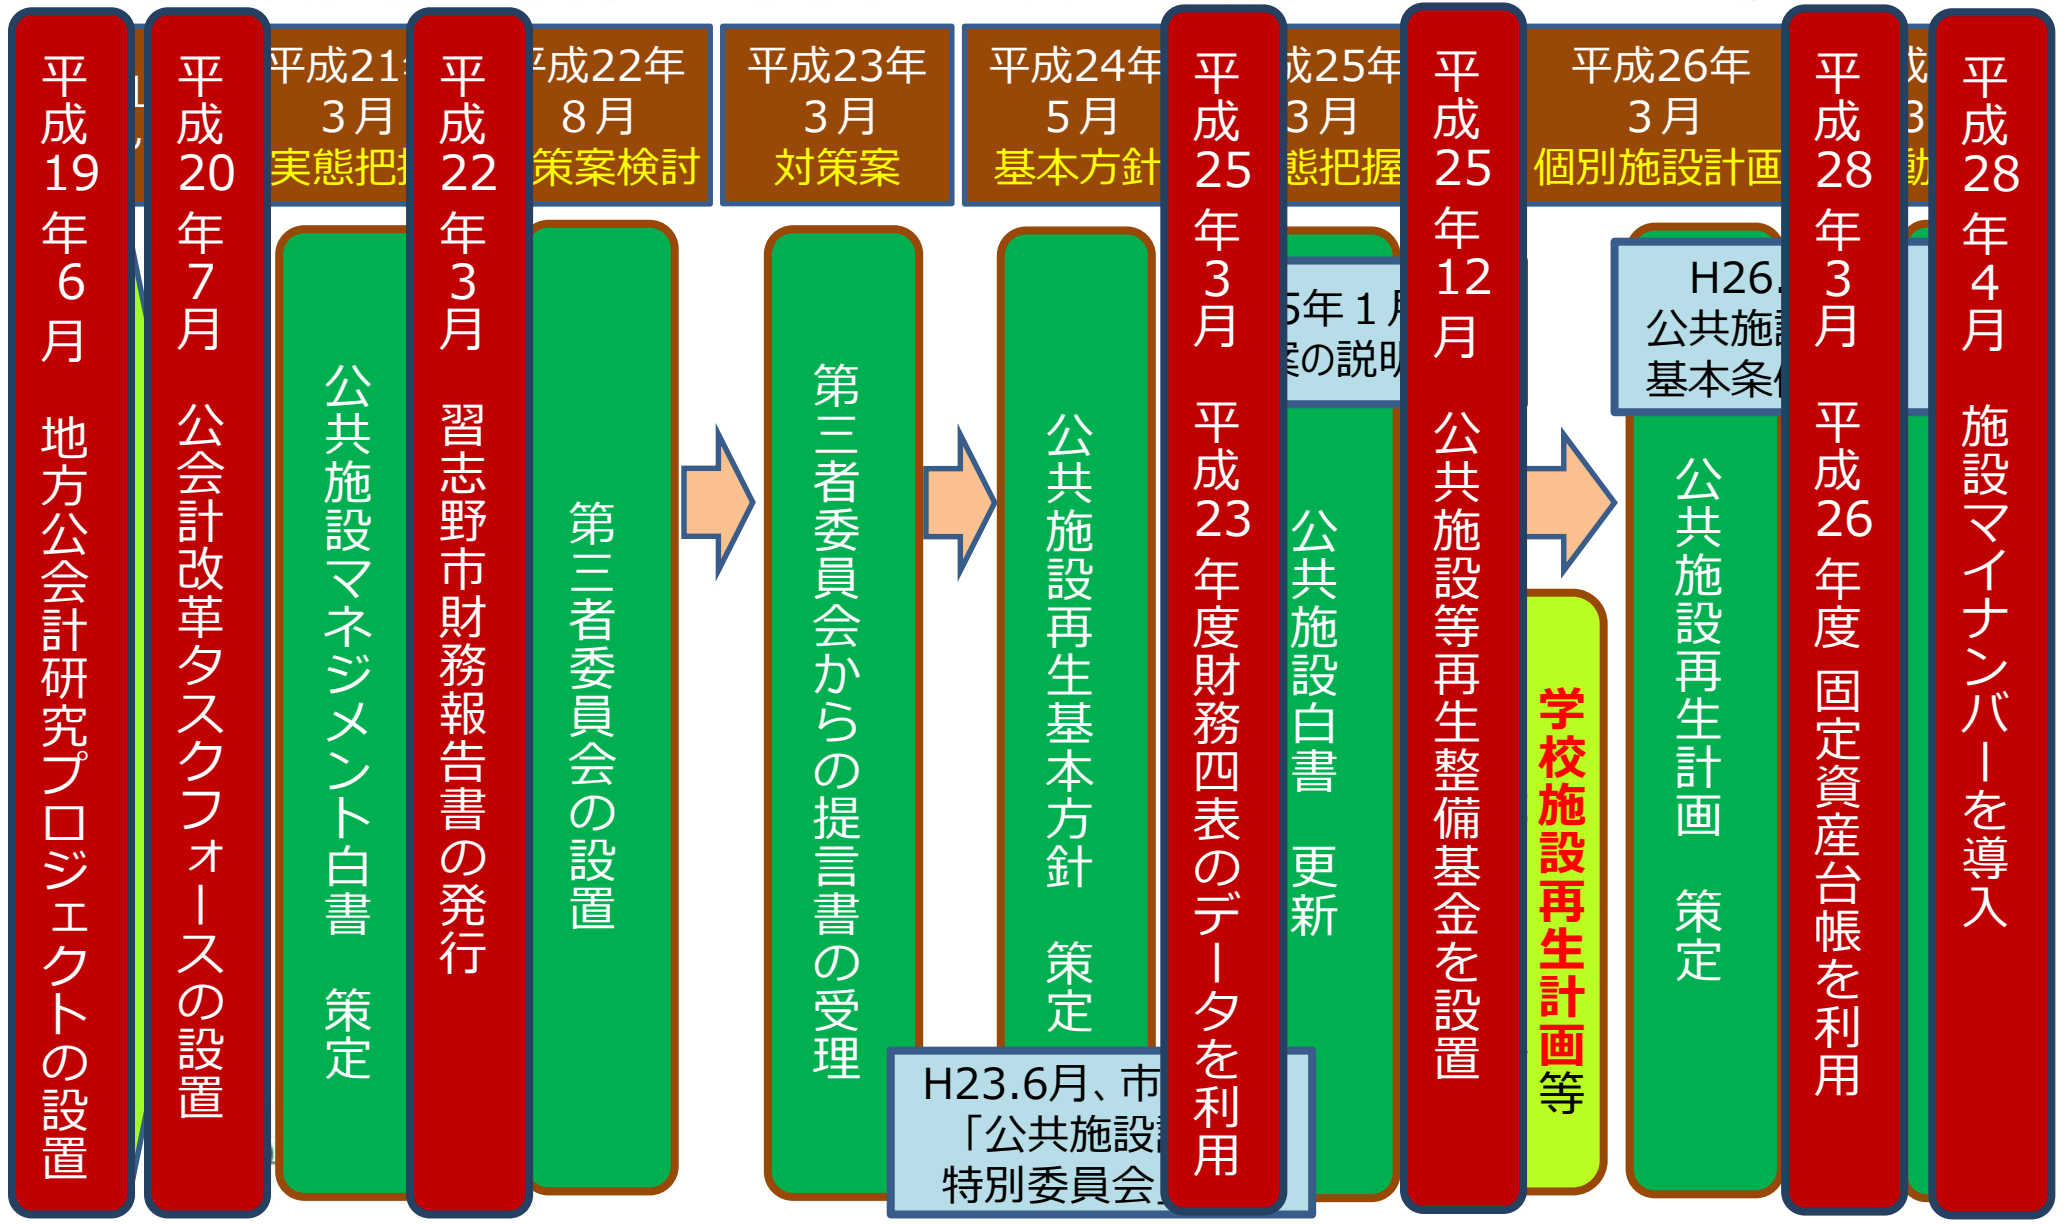 平成19年6月 地方公会計研究プロジェクトの設置
平成20年7月 公会計改革タスクフォースの設置
平成21
3月
実態把
公共施設マネジメント白書 策定
平成22年3月 習志野市財務報告書の発行
成22年
8月
策案検討
第三者委員会の設置
平成23年
3月
対策案
第三者委員会からの提言書の受理
平成24年
5月
基本方針
公共施設再生基本方針 策定
H23.6月、市
「公共施設
特別委員会
平成25年3月 平成23年度財務四表のデータを利用
成25年
3月
態把握
5年1月
案の説明
公共施設白書 更新
平成25年12月 公共施設等再生整備基金を設置
学校施設再生計画等
平成26年
3月
個別施設計画
H26.
公共施設
基本条
公共施設再生計画 策定
平成28年3月 平成26年度 固定資産台帳を利用
平成28年4月 施設マイナンバーを導入